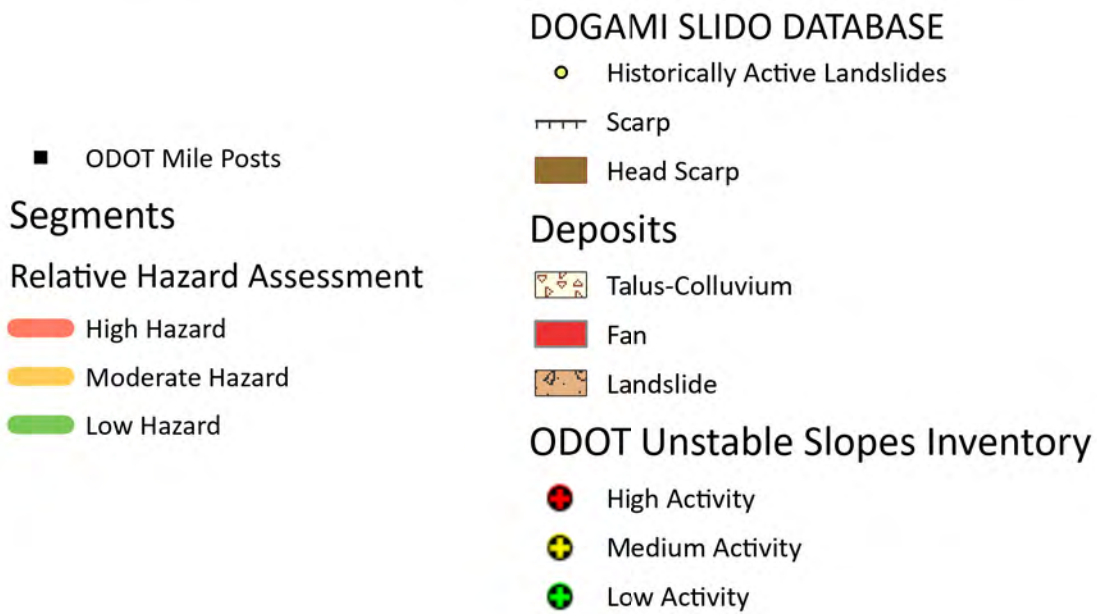 ODOT Mile Posts
Segments
Relative Hazard Assessment
High Hazard
Moderate Hazard
Low Hazard
DOGAMI SLIDO DATABASE
Historically Active Landslides
Scarp
Head Scarp
Deposits
Talus-Colluvium
Fan
Landslide
ODOT Unstable Slopes Inventory
High Activity
Medium Activity
Low Activity